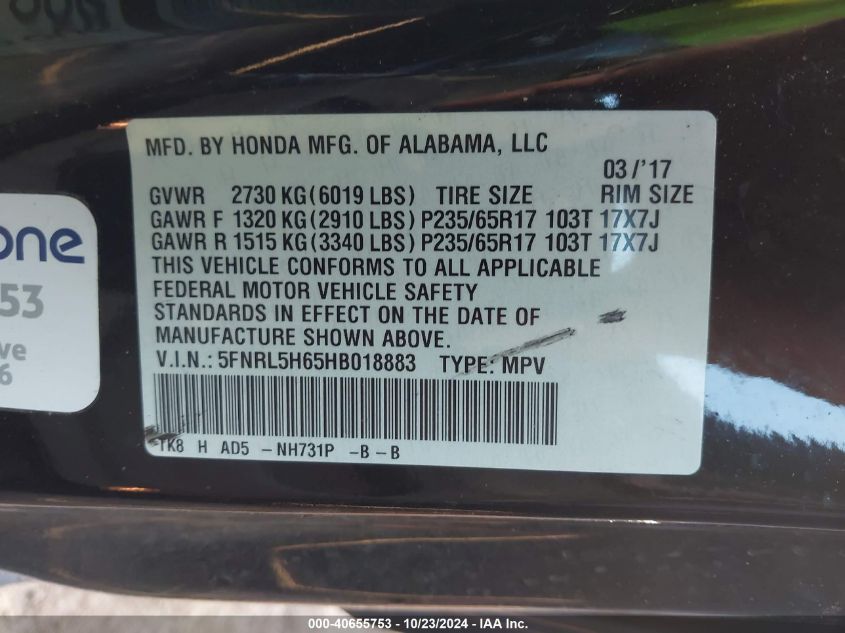 MFD. BY HONDA MFG. OF ALABAMA, LLC
03/'17
GVWR 2730 KG(6019 LBS) TIRE SIZE RIM SIZE
GAWR F 1320 KG(2910 LBS) P235/65R17 103T 17X7J
GAWR R 1515 KG(3340 LBS) P235/65R17 103T 17X7J
THIS VEHICLE CONFORMS TO ALL APPLICABLE
FEDERAL MOTOR VEHICLE SAFETY
STANDARDS IN EFFECT ON THE DATE OF
MANUFACTURE SHOWN ABOVE.
V.I.N.: 5FNRL5H65HB018883 TYPE: MPV
TK8 H AD5 -NH731P -B-B
one
53
ve
6
000-40655753 - 10/23/2024 - IAA Inc.